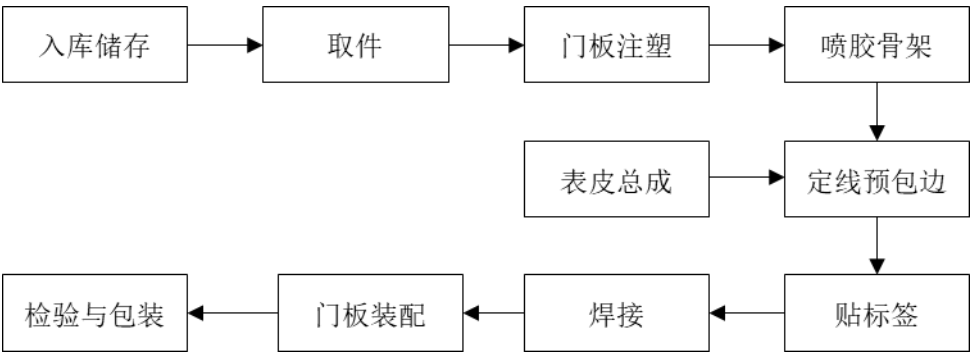 入库储存
取件
门板注塑
喷胶骨架
表皮总成
定线预包边
检验与包装
门板装配
焊接
贴标签